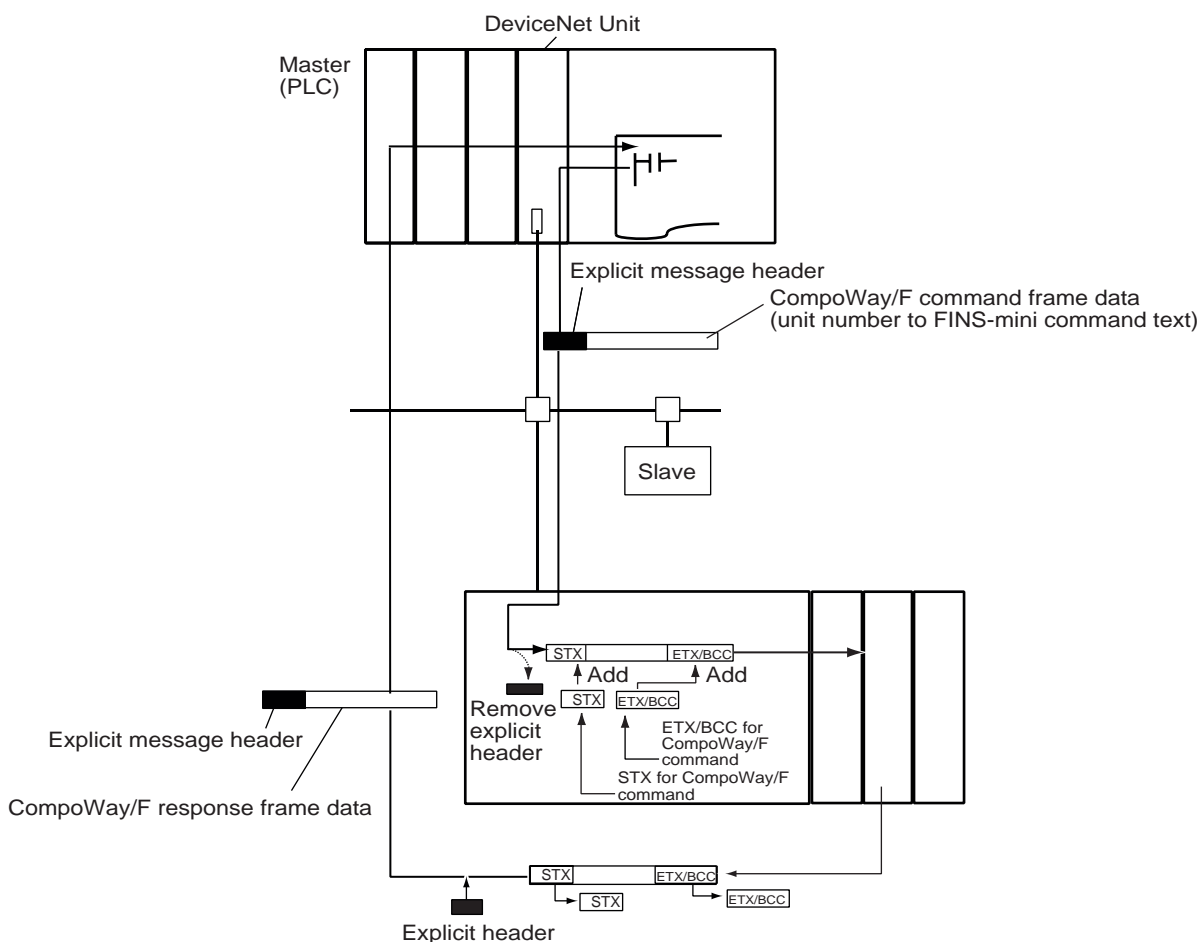 DeviceNet Unit
Master
(PLC)
Explicit message header
CompoWay/F command frame data
(unit number to FINS-mini command text)
Slave
STX
ETX/BCC
Add
Add
STX
ETX/BCC
Remove
explicit
header
ETX/BCC for
CompoWay/F
command
STX for CompoWay/F
command
Explicit message header
CompoWay/F response frame data
STX
ETX/BCC
STX
ETX/BCC
Explicit header